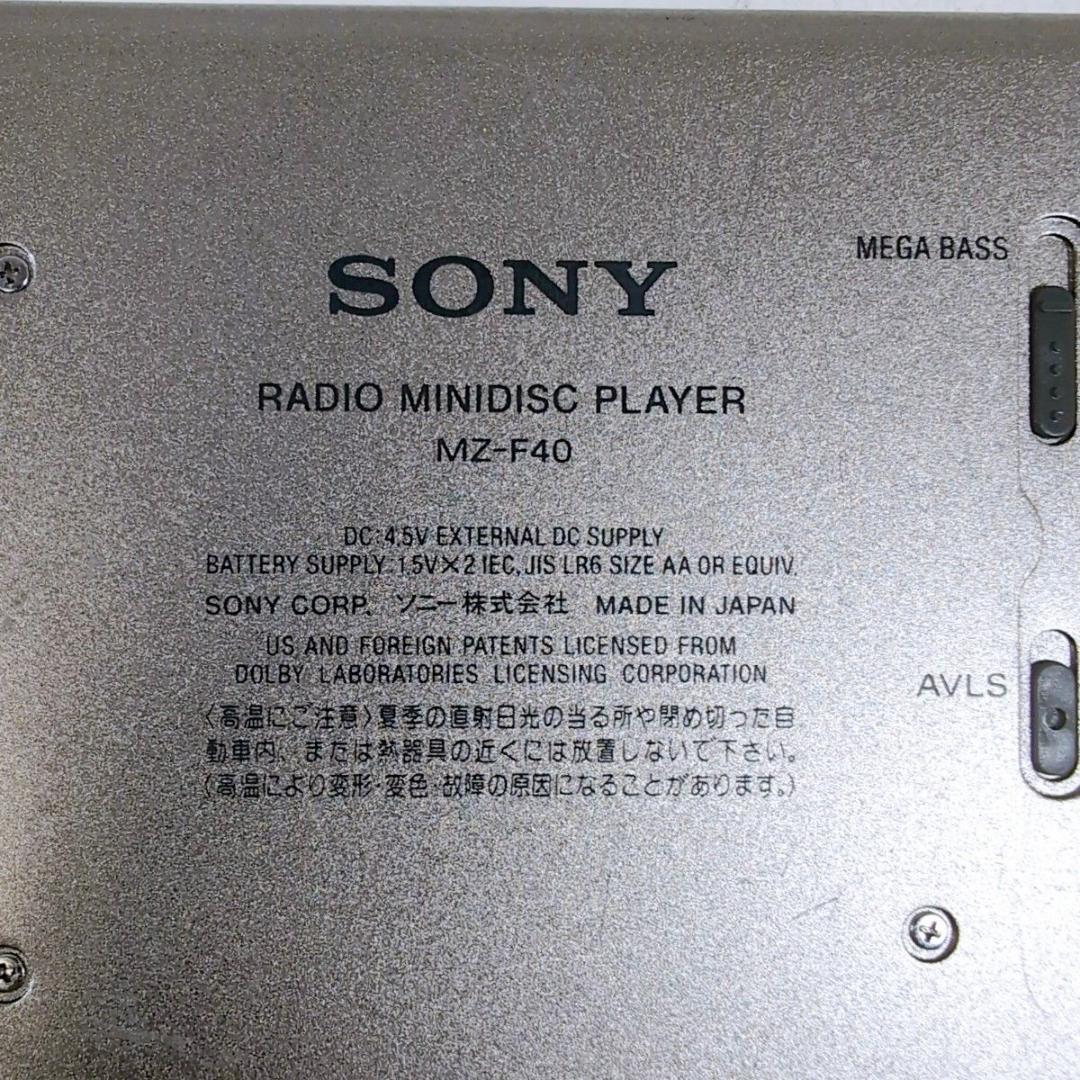 MEGA BASS
SONY
RADIO MINIDISC PLAYER
MZ-F40
DC: 4.5V EXTERNAL DC SUPPLY
BATTERY SUPPLY 1.5V×2 IEC, JIS LR6 SIZE AA OR EQUIV.
SONY CORP. ソニー株式会社 MADE IN JAPAN
US AND FOREIGN PATENTS LICENSED FROM
DOLBY LABORATORIES LICENSING CORPORATION
AVLS
〈高温にご注意〉夏季の直射日光の当る所や閉め切った自
動車内、または熱器具の近くには放置しないで下さい。
(高温により変形・変色・故障の原因になることがあります。)